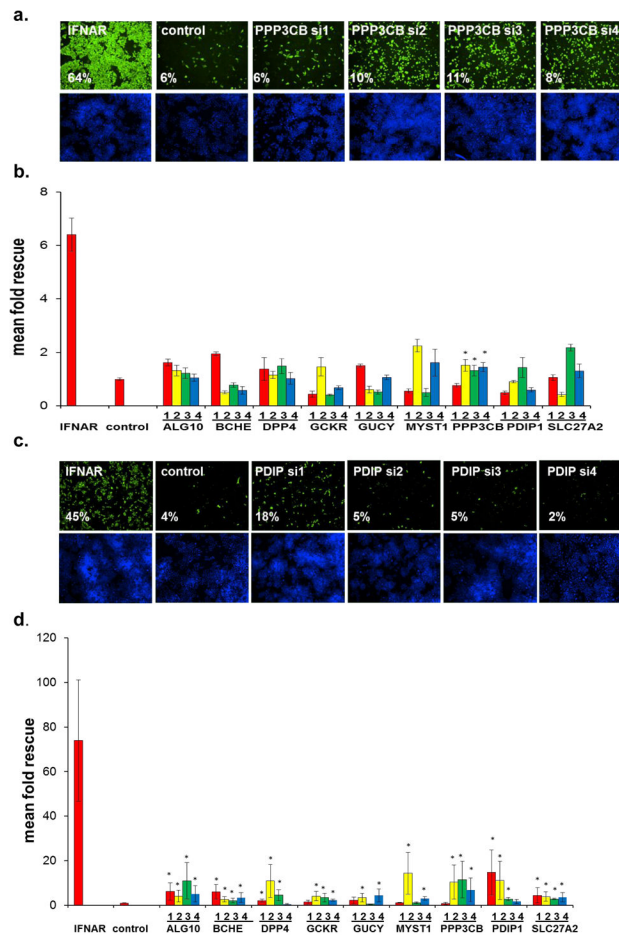 a.
IFNAR control PPP3CB si1 PPP3CB si2 PPP3CB si3 PPP3CB si4
64% 6% 6% 10% 11% 8%
b.
mean fold rescue
8
6
4
2
0
* * *
1 2 3 4 1 2 3 4 1 2 3 4 1 2 3 4 1 2 3 4 1 2 3 4 1 2 3 4 1 2 3 4 1 2 3 4
IFNAR control ALG10 BCHE DPP4 GCKR GUCY MYST1 PPP3CB PDIP1 SLC27A2
c.
IFNAR control PDIP si1 PDIP si2 PDIP si3 PDIP si4
45% 4% 18% 5% 5% 2%
d.
mean fold rescue
120
100
80
60
40
20
0
* * * * * * * * * * * * * * * * * * * * * * * * * * *
1 2 3 4 1 2 3 4 1 2 3 4 1 2 3 4 1 2 3 4 1 2 3 4 1 2 3 4 1 2 3 4 1 2 3 4
IFNAR control ALG10 BCHE DPP4 GCKR GUCY MYST1 PPP3CB PDIP1 SLC27A2